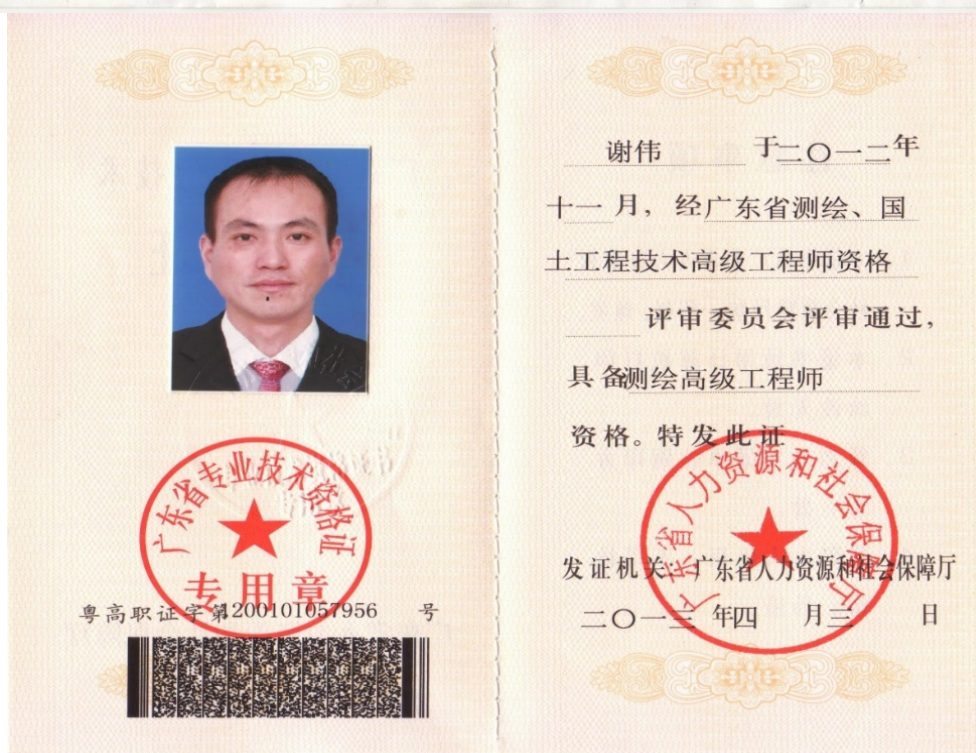 广东省专业技术资格证
专用章
粤高职证字第1200101057956 号
谢伟 于二〇一二年
十一月，经广东省测绘、国
土工程技术高级工程师资格
评审委员会评审通过，
具备测绘高级工程师
资格。特发此证
广东省人力资源和社会保障厅
发证机关：广东省人力资源和社会保障厅
二〇一三年四月三日